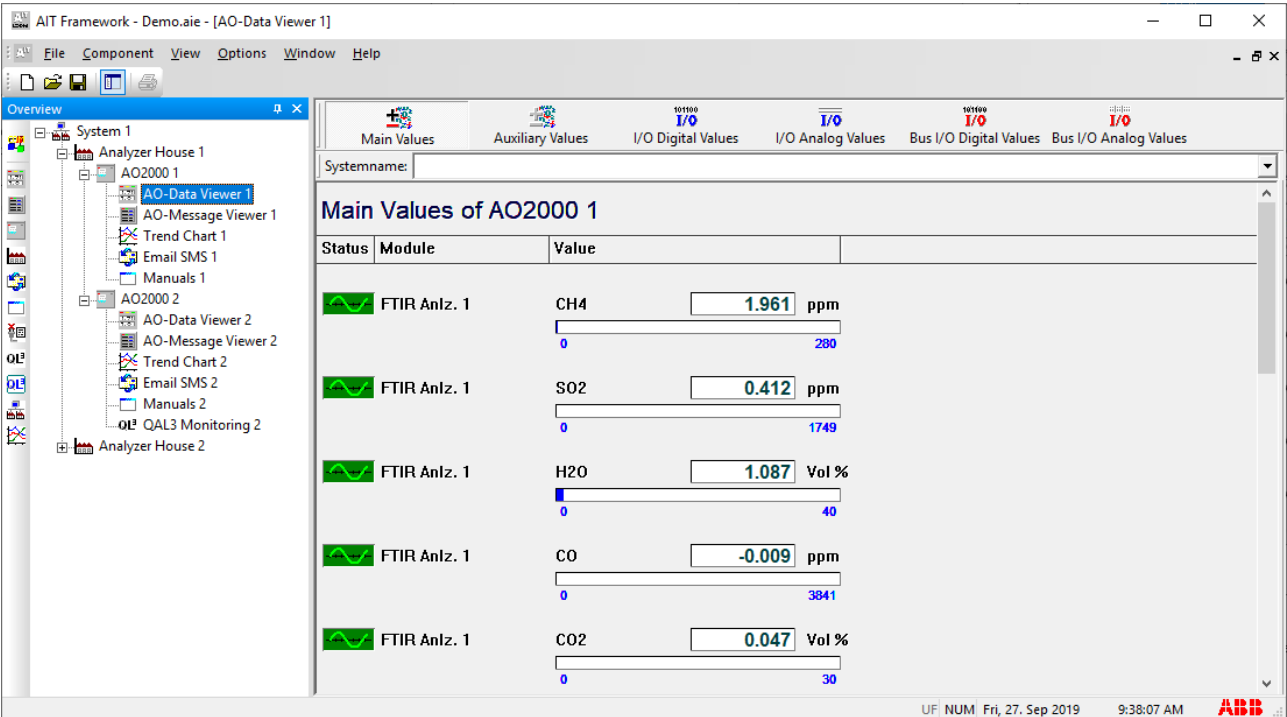 AIT Framework - Demo.aie - [AO-Data Viewer 1]
File Component View Options Window Help
Overview
System 1
Analyzer House 1
AO2000 1
AO-Data Viewer 1
AO-Message Viewer 1
Trend Chart 1
Email SMS 1
Manuals 1
AO2000 2
AO-Data Viewer 2
AO-Message Viewer 2
Trend Chart 2
Email SMS 2
Manuals 2
QL³ QAL3 Monitoring 2
Analyzer House 2
QL³
QL³
101100 I/O
I/O
101100 I/O
I/O
Main Values Auxiliary Values I/O Digital Values I/O Analog Values Bus I/O Digital Values Bus I/O Analog Values
Systemname:
Main Values of AO2000 1
Status Module Value
FTIR Anlz. 1 CH4 1.961 ppm
0 280
FTIR Anlz. 1 SO2 0.412 ppm
0 1749
FTIR Anlz. 1 H2O 1.087 Vol %
0 40
FTIR Anlz. 1 CO -0.009 ppm
0 3841
FTIR Anlz. 1 CO2 0.047 Vol %
0 30
UF NUM Fri, 27. Sep 2019 9:38:07 AM ABB